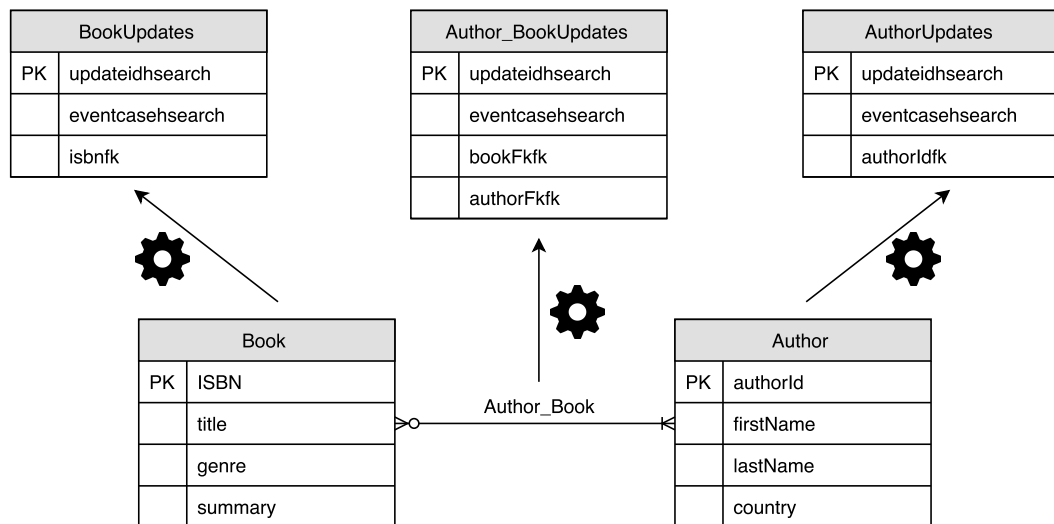 BookUpdates
PK updateidhsearch
eventcasehsearch
isbnfk
Author_BookUpdates
PK updateidhsearch
eventcasehsearch
bookFkfk
authorFkfk
AuthorUpdates
PK updateidhsearch
eventcasehsearch
authorIdfk
Book
PK ISBN
title
genre
summary
Author_Book
Author
PK authorId
firstName
lastName
country